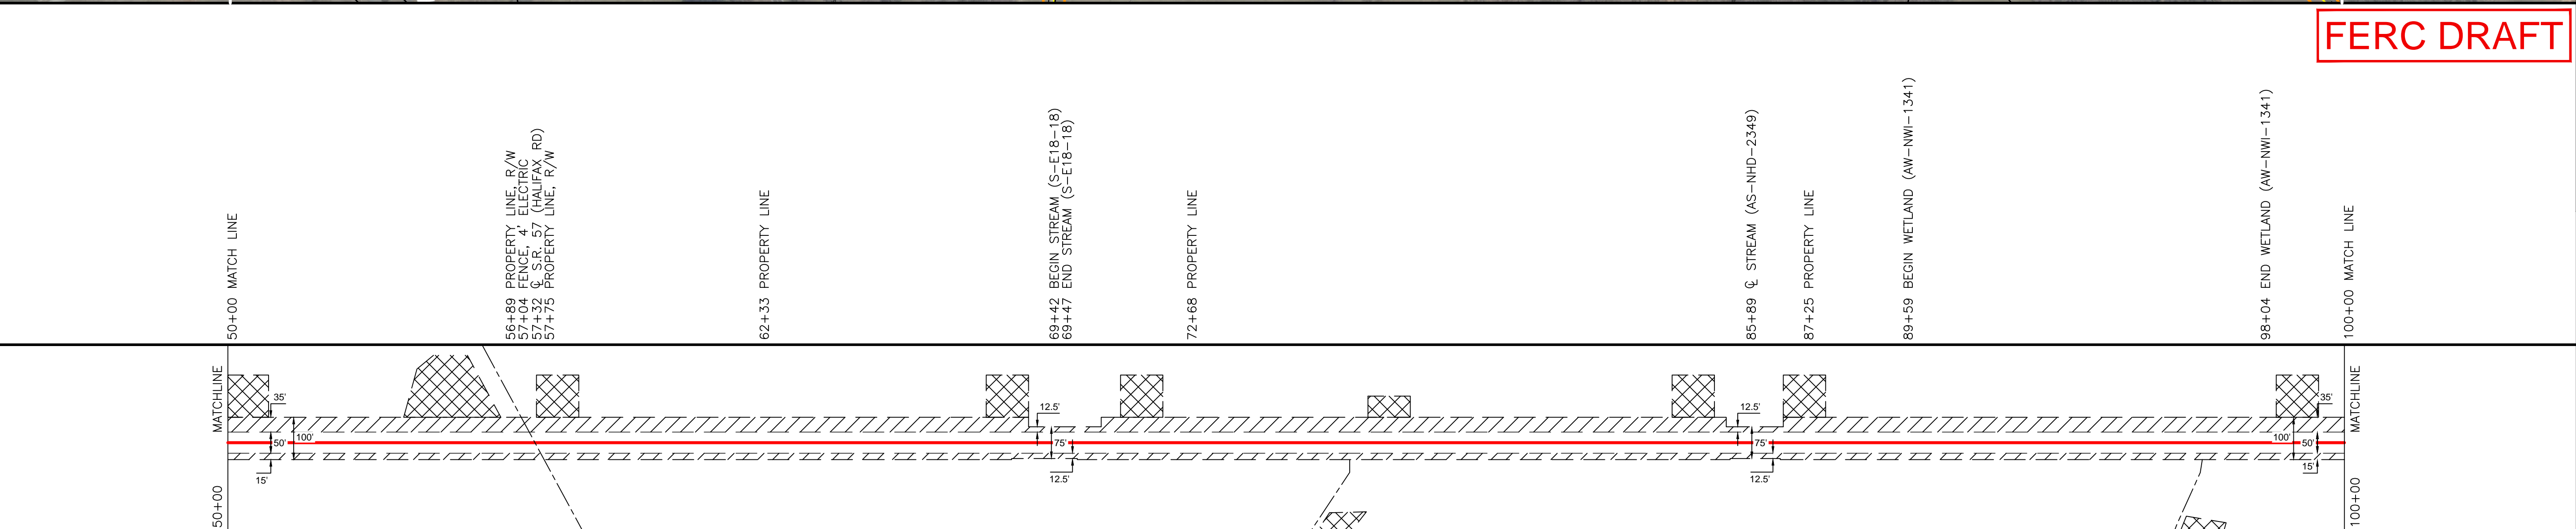 FERC DRAFT
50+00 MATCH LINE
56+89 PROPERTY LINE, R/W
57+04 FENCE, 4' ELECTRIC
57+32 ℄ S.R. 57 (HALIFAX RD)
57+75 PROPERTY LINE, R/W
62+33 PROPERTY LINE
69+42 BEGIN STREAM (S-E18-18)
69+47 END STREAM (S-E18-18)
72+68 PROPERTY LINE
85+89 ℄ STREAM (AS-NHD-2349)
87+25 PROPERTY LINE
89+59 BEGIN WETLAND (AW-NWI-1341)
98+04 END WETLAND (AW-NWI-1341)
100+00 MATCH LINE
MATCHLINE
50+00
35'
50'
100'
15'
12.5'
75'
12.5'
12.5'
75'
12.5'
35'
100'
50'
15'
MATCHLINE
100+00